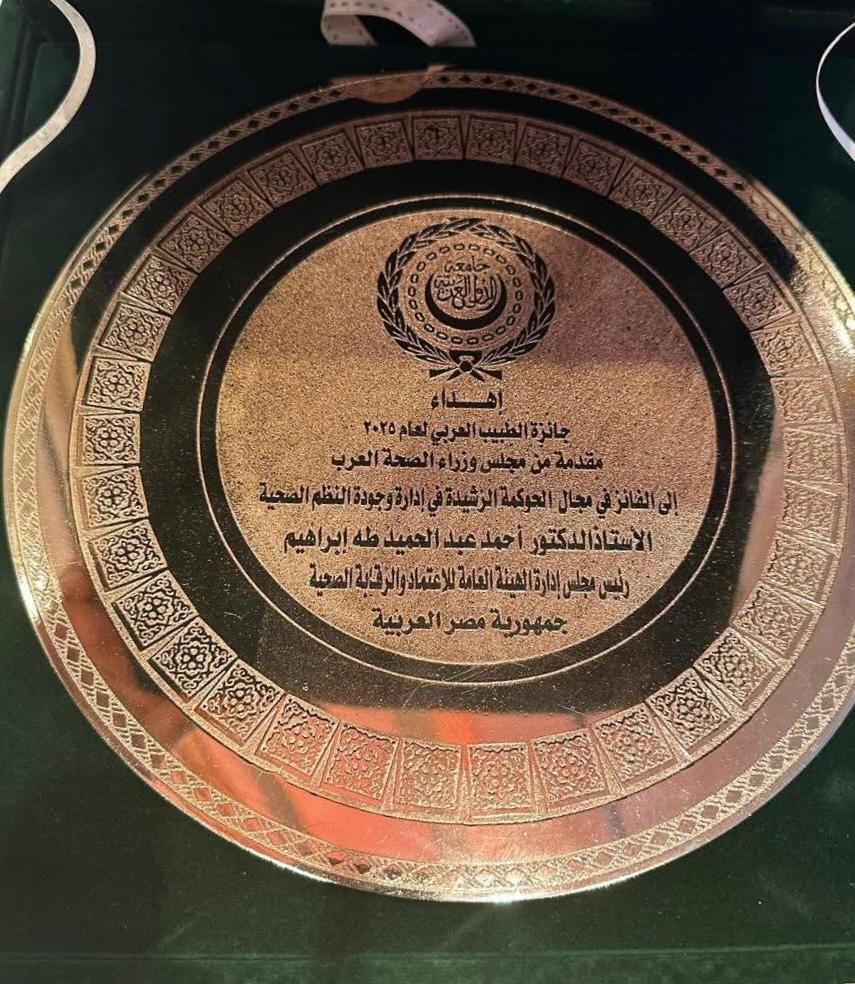 جامعة
الدول العربية
إهـــداء
جائزة الطبيب العربي لعام ٢٠٢٥
مقدمة من مجلس وزراء الصحة العرب
إلى الفائز في مجال الحوكمة الرشيدة في إدارة وجودة النظم الصحية
الأستاذ الدكتور أحمد عبد الحميد طه إبراهيم
رئيس مجلس إدارة الهيئة العامة للاعتماد والرقابة الصحية
جمهورية مصر العربية